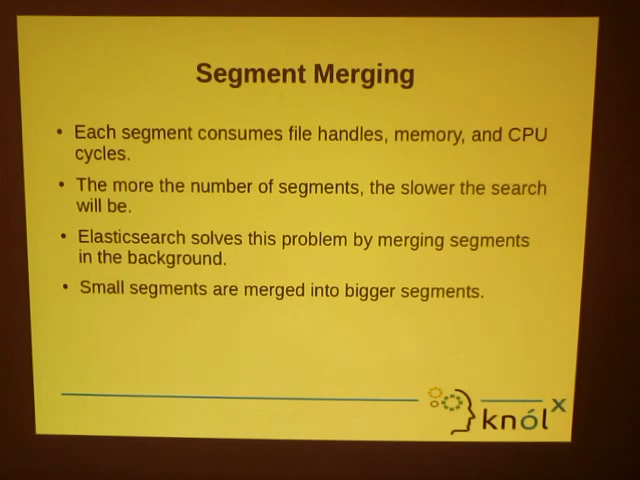 Segment Merging
• Each segment consumes file handles, memory, and CPU
cycles.
• The more the number of segments, the slower the search
will be.
• Elasticsearch solves this problem by merging segments
in the background.
• Small segments are merged into bigger segments.
knólx